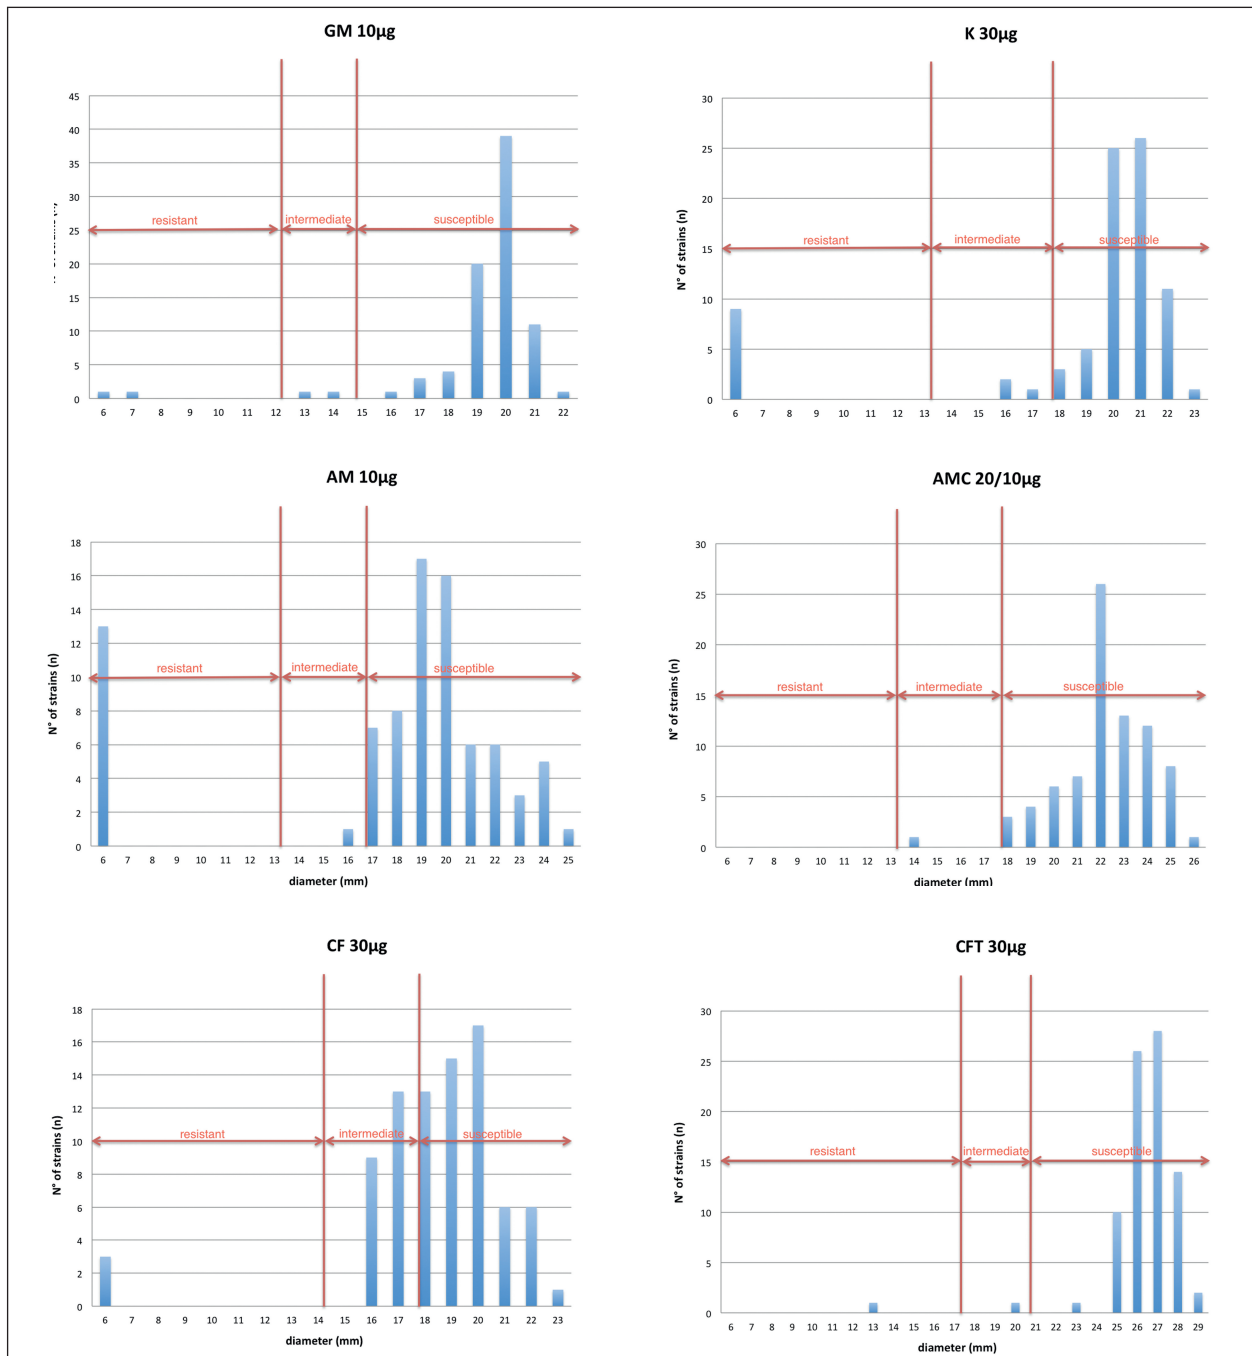 GM 10µg
45
40
35
30
25
20
15
10
5
0
resistant intermediate susceptible
6 7 8 9 10 11 12 13 14 15 16 17 18 19 20 21 22
K 30µg
N° of strains (n)
30
25
20
15
10
5
0
resistant intermediate susceptible
6 7 8 9 10 11 12 13 14 15 16 17 18 19 20 21 22 23
AM 10µg
N° of strains (n)
18
16
14
12
10
8
6
4
2
0
resistant intermediate susceptible
6 7 8 9 10 11 12 13 14 15 16 17 18 19 20 21 22 23 24 25
diameter (mm)
AMC 20/10µg
N° of strains (n)
30
25
20
15
10
5
0
resistant intermediate susceptible
6 7 8 9 10 11 12 13 14 15 16 17 18 19 20 21 22 23 24 25 26
diameter (mm)
CF 30µg
N° of strains (n)
18
16
14
12
10
8
6
4
2
0
resistant intermediate susceptible
6 7 8 9 10 11 12 13 14 15 16 17 18 19 20 21 22 23
diameter (mm)
CFT 30µg
N° of strains (n)
30
25
20
15
10
5
0
resistant intermediate susceptible
6 7 8 9 10 11 12 13 14 15 16 17 18 19 20 21 22 23 24 25 26 27 28 29
diameter (mm)